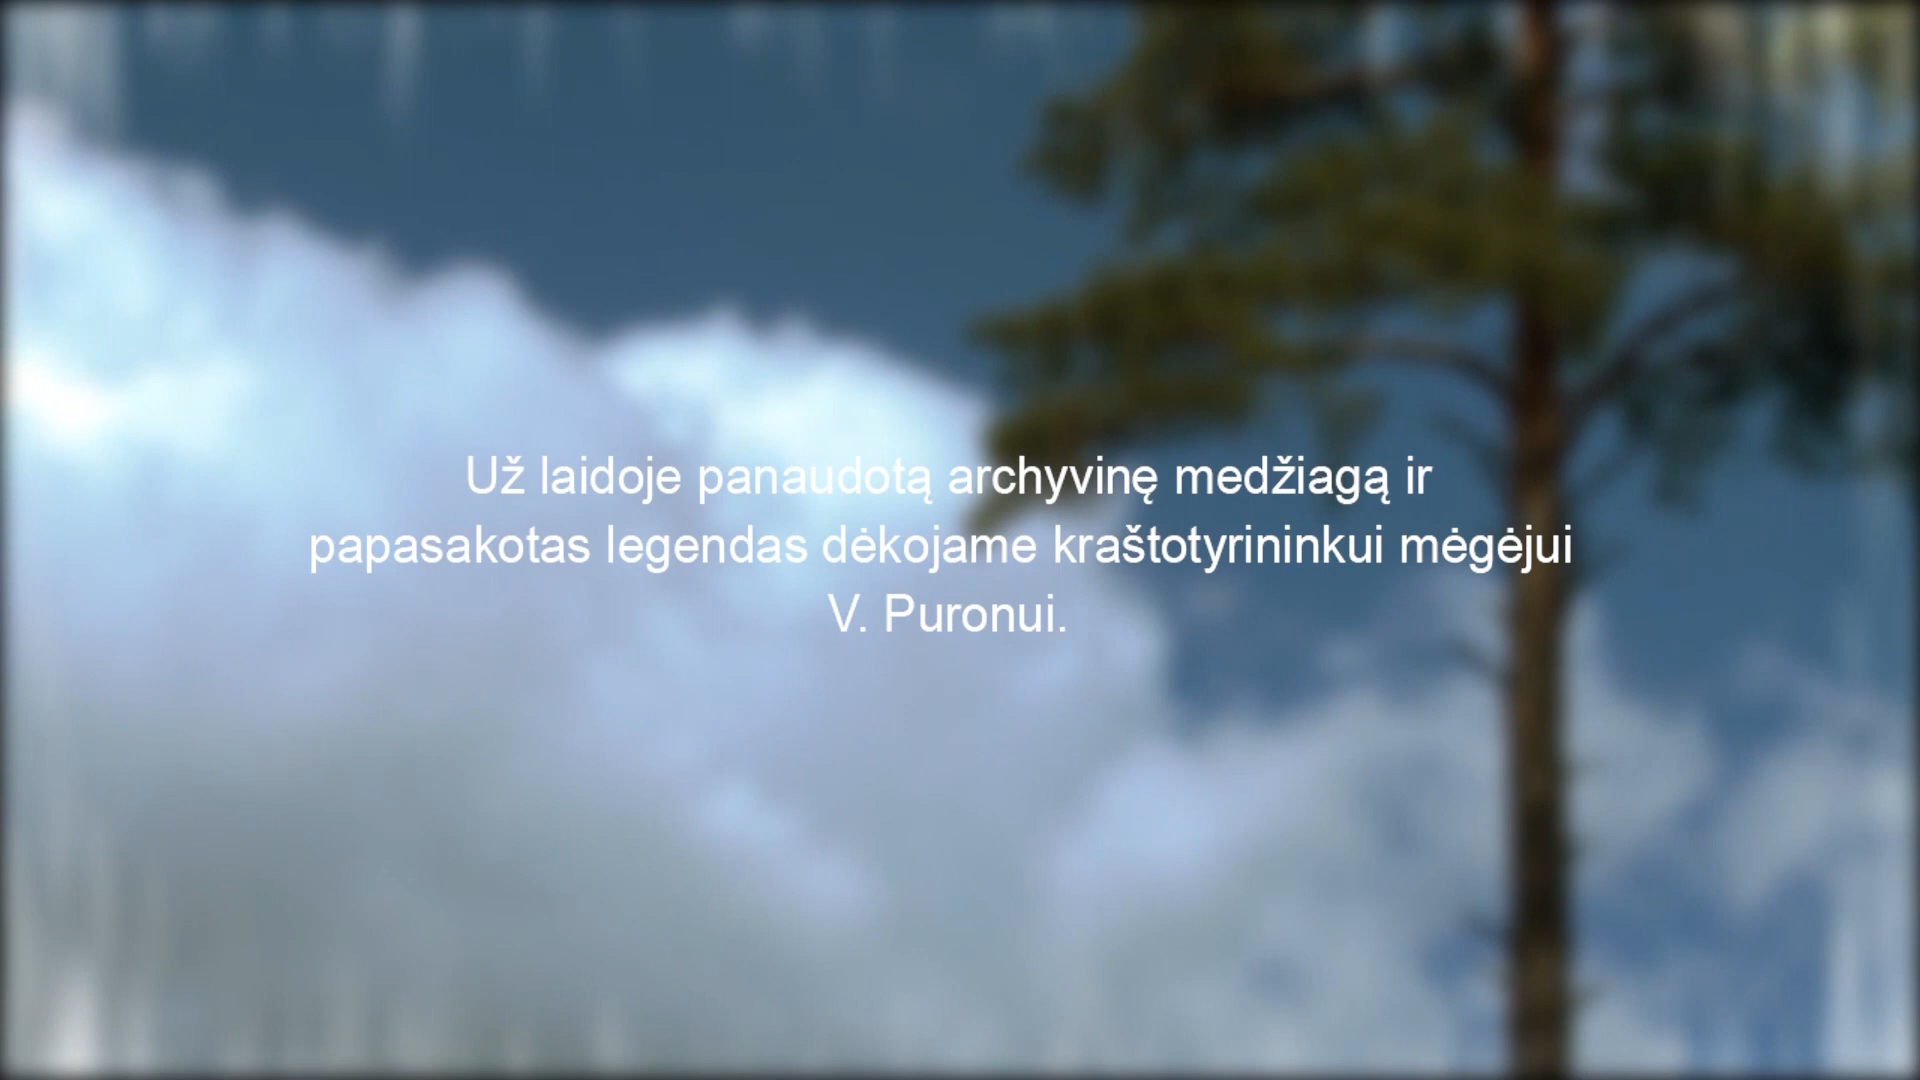 Už laidoje panaudotą archyvinę medžiagą ir
papasakotas legendas dėkojame kraštotyrininkui mėgėjui
V. Puronui.